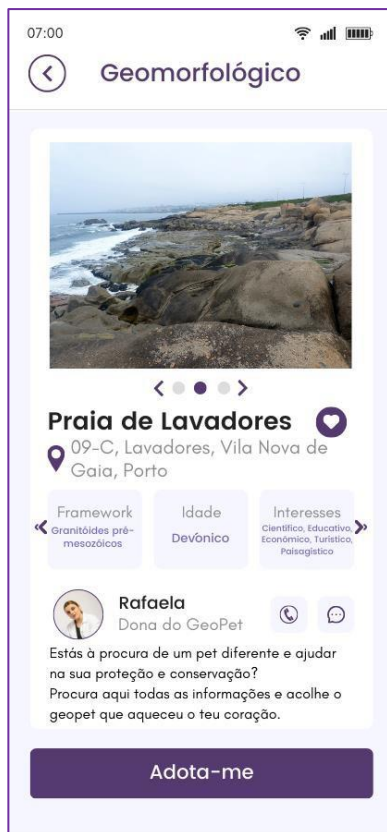 07:00
Geomorfológico
Praia de Lavadores
09-C, Lavadores, Vila Nova de
Gaia, Porto
Framework
Granitóides pré-
mesozóicos
Idade
Devónico
Interesses
Científico, Educativo,
Económico, Turístico,
Paisagístico
Rafaela
Dona do GeoPet
Estás à procura de um pet diferente e ajudar
na sua proteção e conservação?
Procura aqui todas as informações e acolhe o
geopet que aqueceu o teu coração.
Adota-me